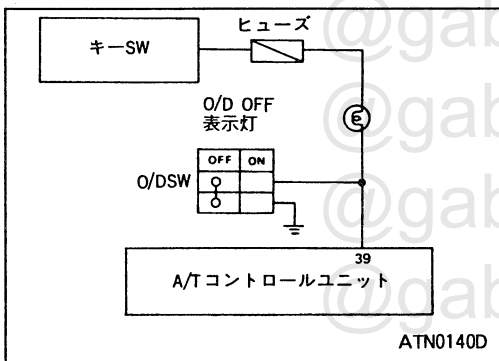 ヒューズ
キーSW
O/D OFF
表示灯
OFF ON
O/DSW
39
A/Tコントロールユニット
ATN0140D
@gab
@gab
@gab
@gab